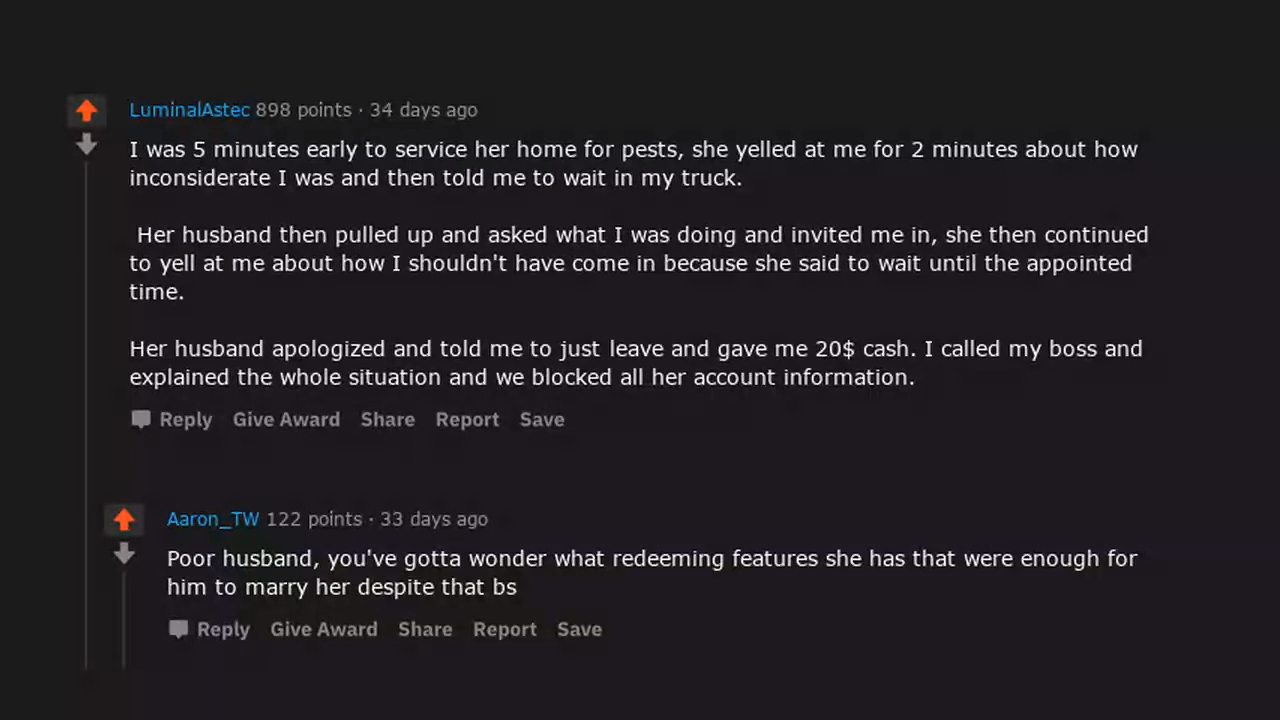 LuminalAstec 898 points · 34 days ago
I was 5 minutes early to service her home for pests, she yelled at me for 2 minutes about how
inconsiderate I was and then told me to wait in my truck.
Her husband then pulled up and asked what I was doing and invited me in, she then continued
to yell at me about how I shouldn't have come in because she said to wait until the appointed
time.
Her husband apologized and told me to just leave and gave me 20$ cash. I called my boss and
explained the whole situation and we blocked all her account information.
Reply Give Award Share Report Save
Aaron_TW 122 points · 33 days ago
Poor husband, you've gotta wonder what redeeming features she has that were enough for
him to marry her despite that bs
Reply Give Award Share Report Save